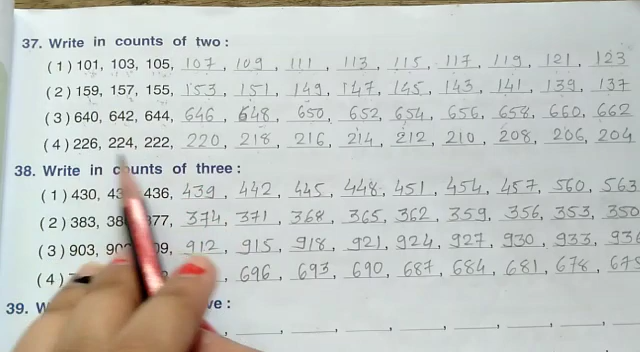 37. Write in counts of two :
(1) 101, 103, 105, 107, 109, 111, 113, 115, 117, 119, 121, 123
(2) 159, 157, 155, 153, 151, 149, 147, 145, 143, 141, 139, 137
(3) 640, 642, 644, 646, 648, 650, 652, 654, 656, 658, 660, 662
(4) 226, 224, 222, 220, 218, 216, 214, 212, 210, 208, 206, 204
38. Write in counts of three :
(1) 430, 436, 439, 442, 445, 448, 451, 454, 457, 560, 563
(2) 383, 377, 374, 371, 368, 365, 362, 359, 356, 353, 350
(3) 903, 912, 915, 918, 921, 924, 927, 930, 933,
(4) 696, 693, 690, 687, 684, 681, 678, 675
39.